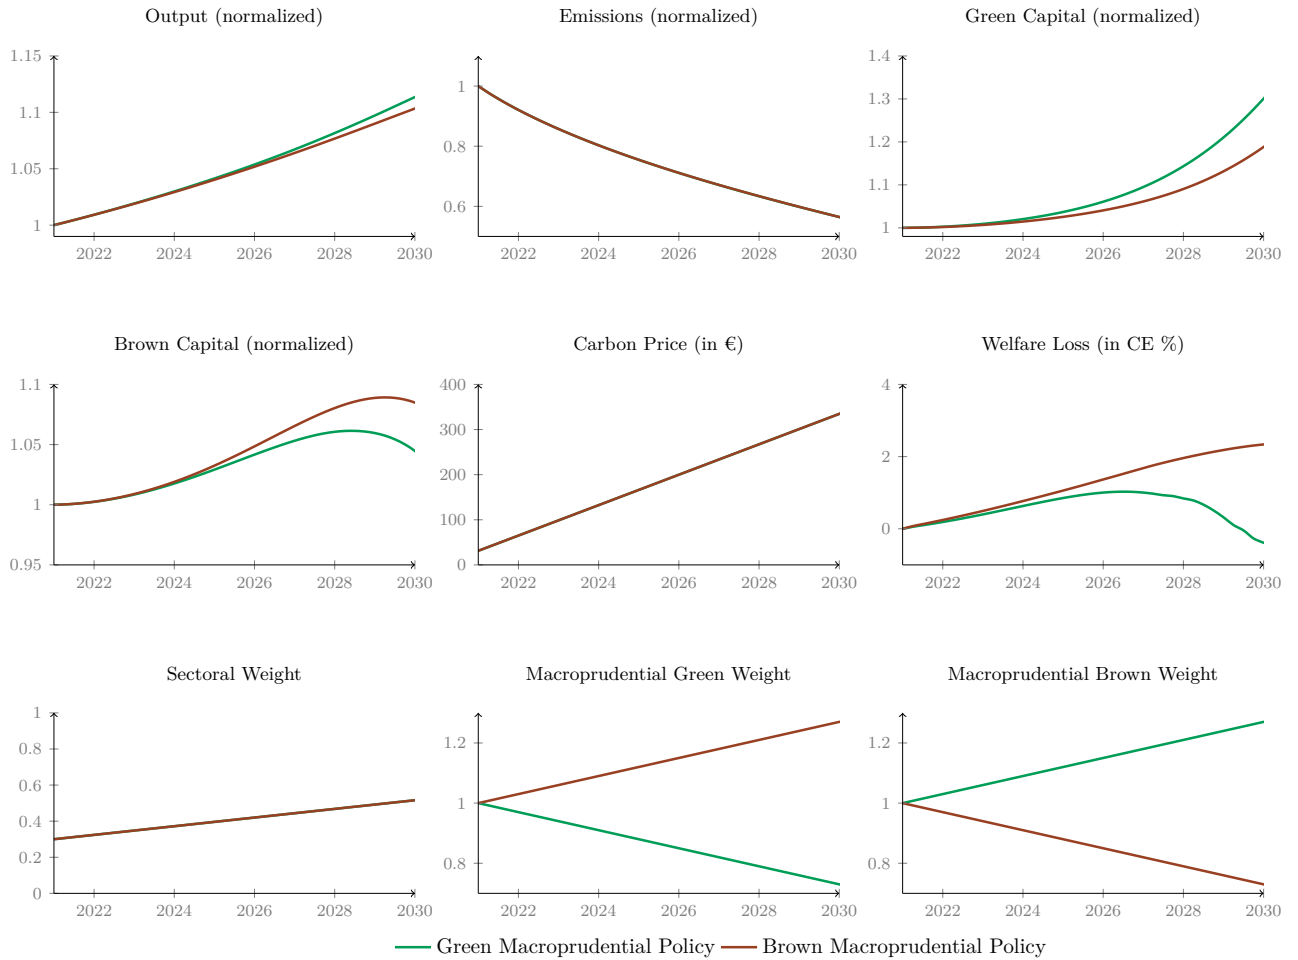 Output (normalized)
1.15
1.1
1.05
1
2022 2024 2026 2028 2030
Emissions (normalized)
1
0.8
0.6
2022 2024 2026 2028 2030
Green Capital (normalized)
1.4
1.3
1.2
1.1
1
2022 2024 2026 2028 2030
Brown Capital (normalized)
1.1
1.05
1
0.95
2022 2024 2026 2028 2030
Carbon Price (in €)
400
300
200
100
0
2022 2024 2026 2028 2030
Welfare Loss (in CE %)
4
2
0
2022 2024 2026 2028 2030
Sectoral Weight
1
0.8
0.6
0.4
0.2
0
2022 2024 2026 2028 2030
Macroprudential Green Weight
1.2
1
0.8
2022 2024 2026 2028 2030
Macroprudential Brown Weight
1.2
1
0.8
2022 2024 2026 2028 2030
Green Macroprudential Policy Brown Macroprudential Policy